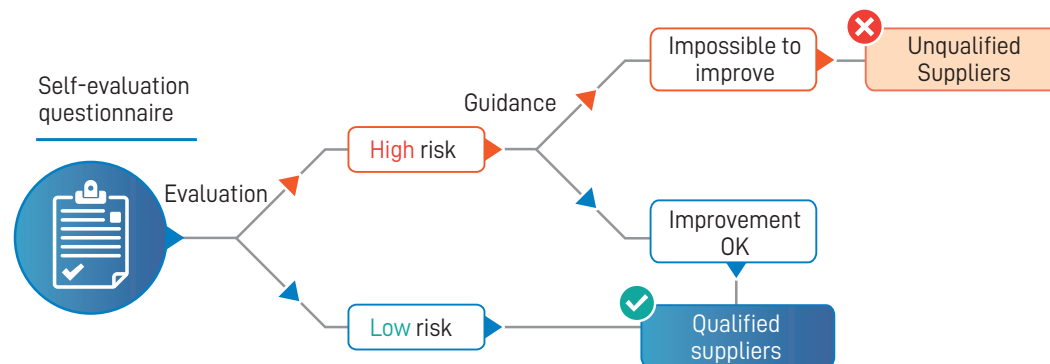 Self-evaluation
questionnaire
Evaluation
High risk
Low risk
Guidance
Impossible to
improve
Improvement
OK
Unqualified
Suppliers
Qualified
suppliers